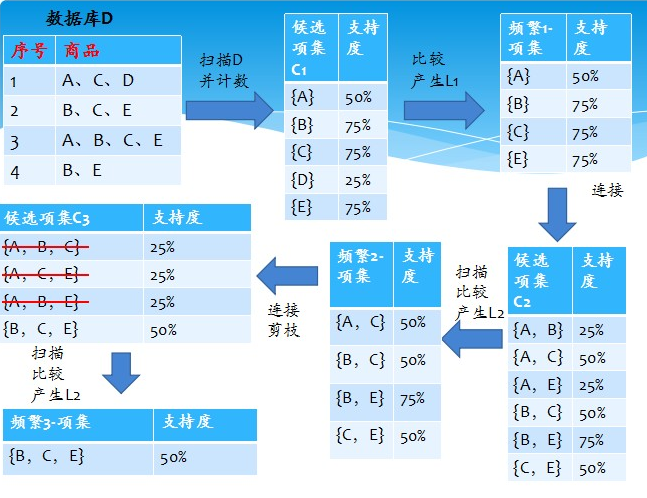 数据库D
序号 商品
1 A、C、D
2 B、C、E
3 A、B、C、E
4 B、E
扫描D
并计数
候选
项集
C1
支持
度
{A} 50%
{B} 75%
{C} 75%
{D} 25%
{E} 75%
比较
产生L1
频繁1-
项集
支持
度
{A} 50%
{B} 75%
{C} 75%
{E} 75%
连接
候选
项集
C2
支持
度
{A, B} 25%
{A, C} 50%
{A, E} 25%
{B, C} 50%
{B, E} 75%
{C, E} 50%
扫描
比较
产生L2
频繁2-
项集
支持
度
{A, C} 50%
{B, C} 50%
{B, E} 75%
{C, E} 50%
连接
剪枝
候选项集C3 支持度
{A, B, C} 25%
{A, C, E} 25%
{A, B, E} 25%
{B, C, E} 50%
扫描
比较
产生L2
频繁3-项集 支持度
{B, C, E} 50%